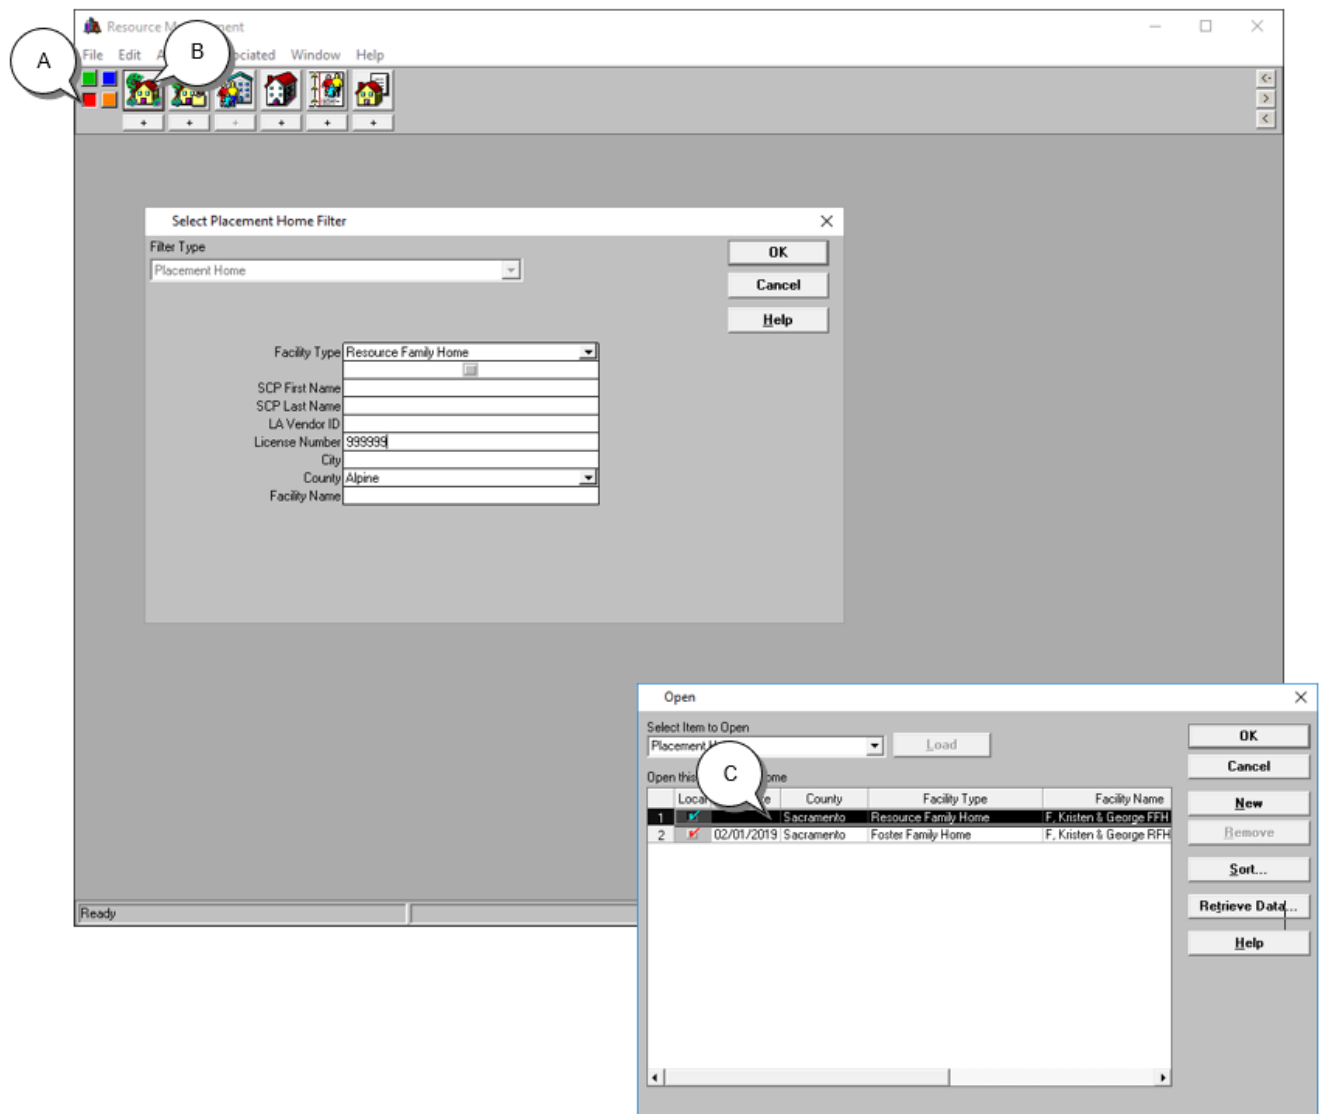 Resource M ment
A
B
File Edit A ociated Window Help
+ + + + + +
Select Placement Home Filter
Filter Type
Placement Home
OK
Cancel
Help
Facility Type Resource Family Home
SCP First Name
SCP Last Name
LA Vendor ID
License Number 999999
City
County Alpine
Facility Name
Open
Select Item to Open
Placement H
Load
OK
Cancel
C
Open this ome
Local te County Facility Type Facility Name
1 Sacramento Resource Family Home F, Kristen & George FFH
2 02/01/2019 Sacramento Foster Family Home F, Kristen & George RFH
New
Remove
Sort...
Retrieve Data...
Help
Ready